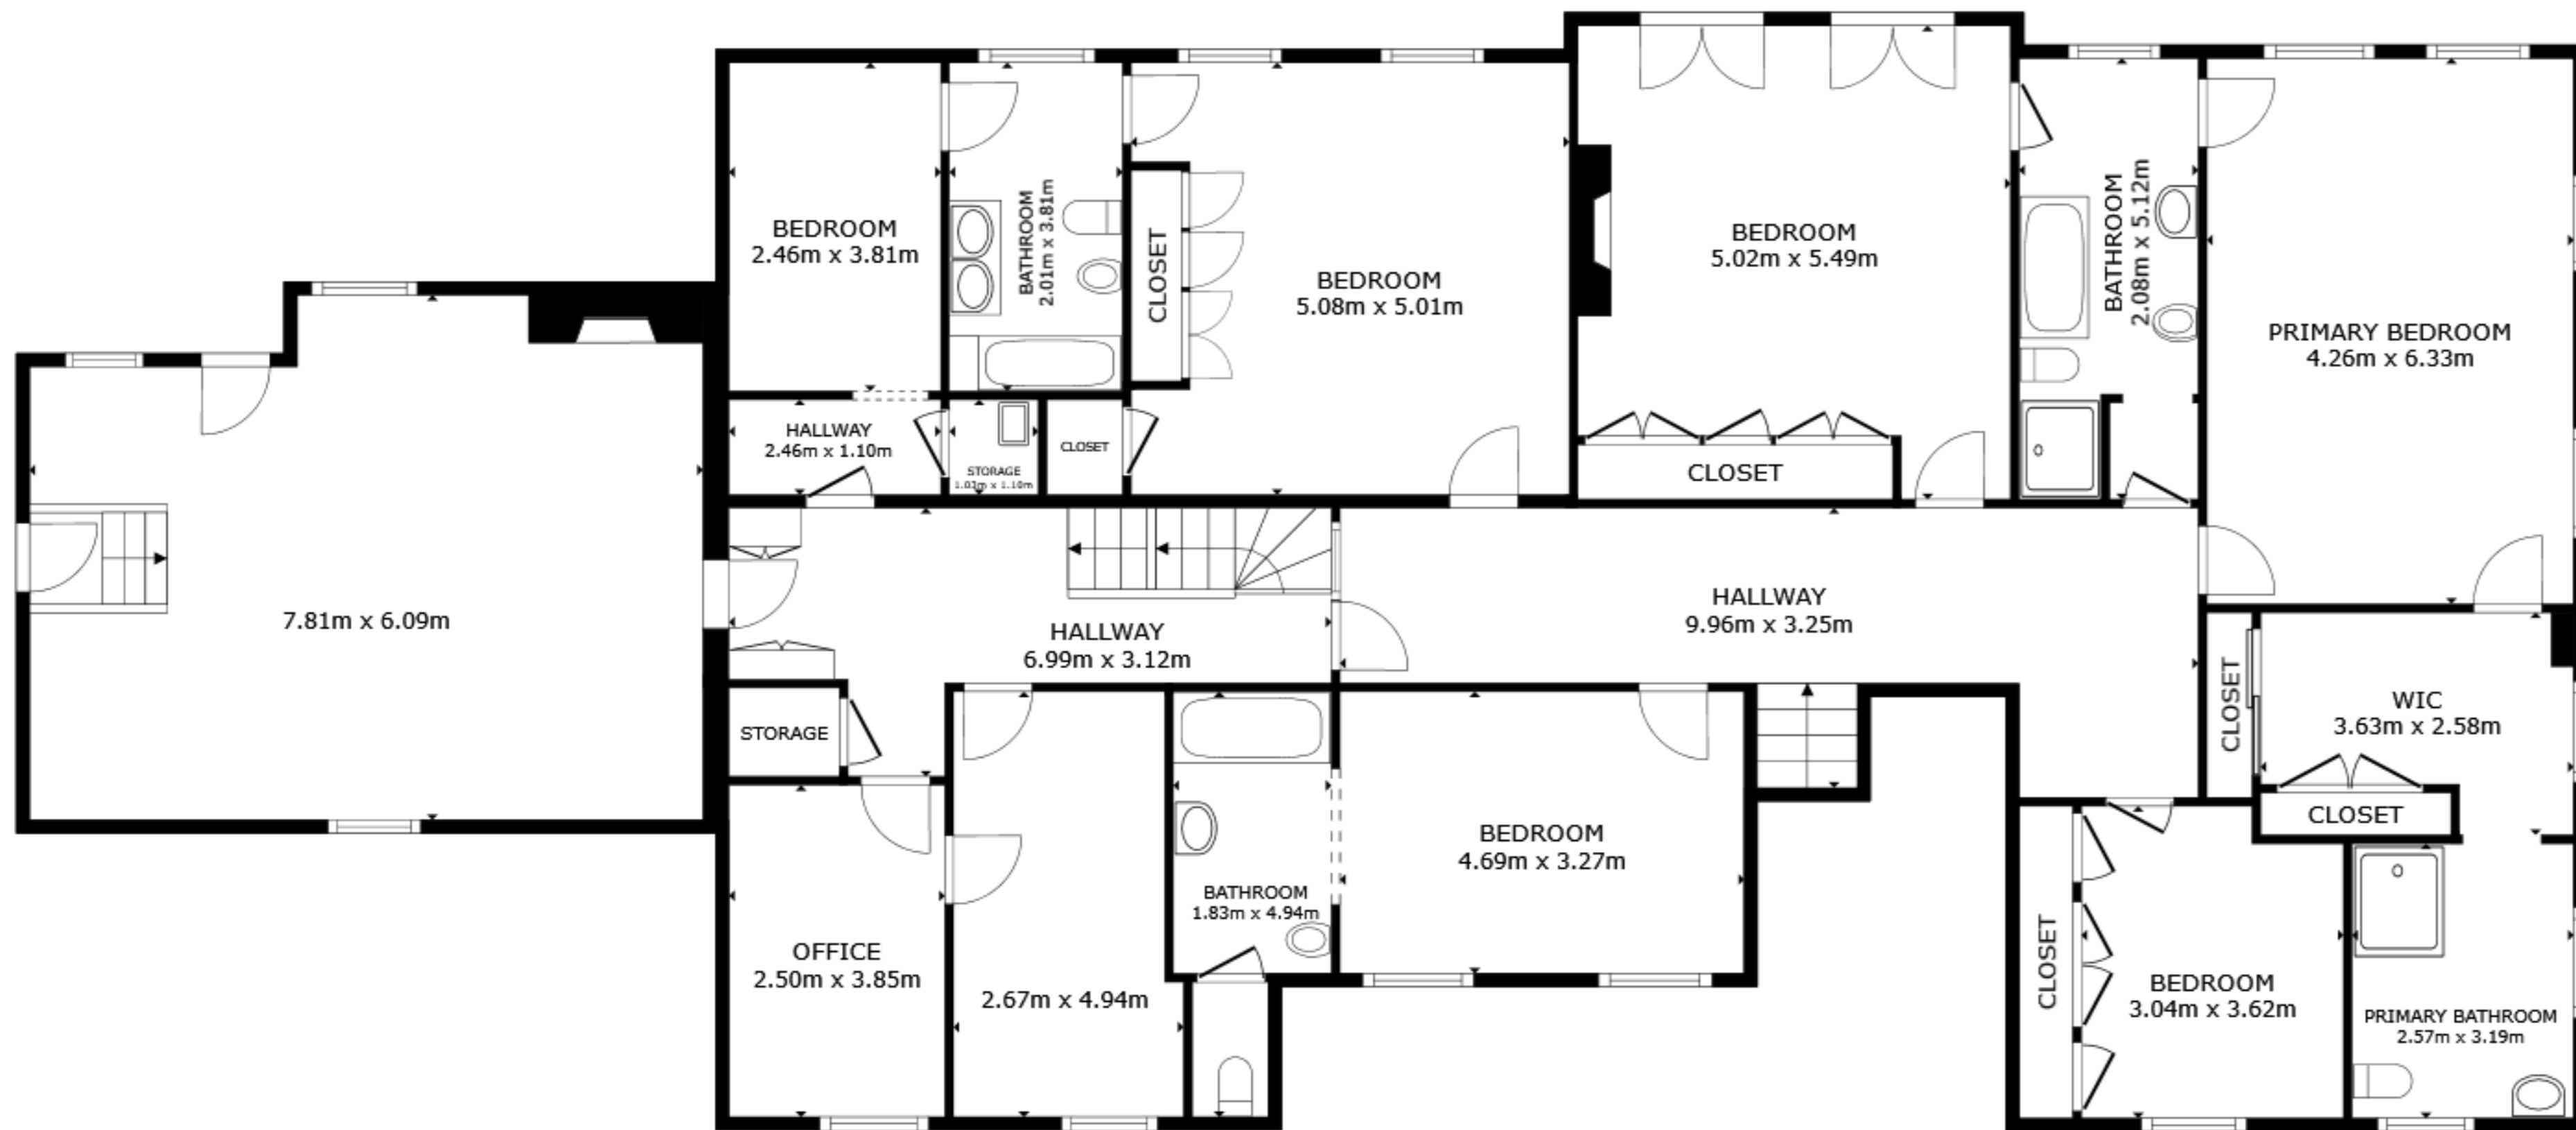 BEDROOM
2.46m x 3.81m
BATHROOM
2.01m x 3.81m
CLOSET
BEDROOM
5.08m x 5.01m
BEDROOM
5.02m x 5.49m
BATHROOM
2.08m x 5.12m
PRIMARY BEDROOM
4.26m x 6.33m
HALLWAY
2.46m x 1.10m
STORAGE
1.03m x 1.10m
CLOSET
CLOSET
7.81m x 6.09m
HALLWAY
6.99m x 3.12m
HALLWAY
9.96m x 3.25m
CLOSET
WIC
3.63m x 2.58m
CLOSET
STORAGE
OFFICE
2.50m x 3.85m
2.67m x 4.94m
BATHROOM
1.83m x 4.94m
BEDROOM
4.69m x 3.27m
CLOSET
BEDROOM
3.04m x 3.62m
PRIMARY BATHROOM
2.57m x 3.19m